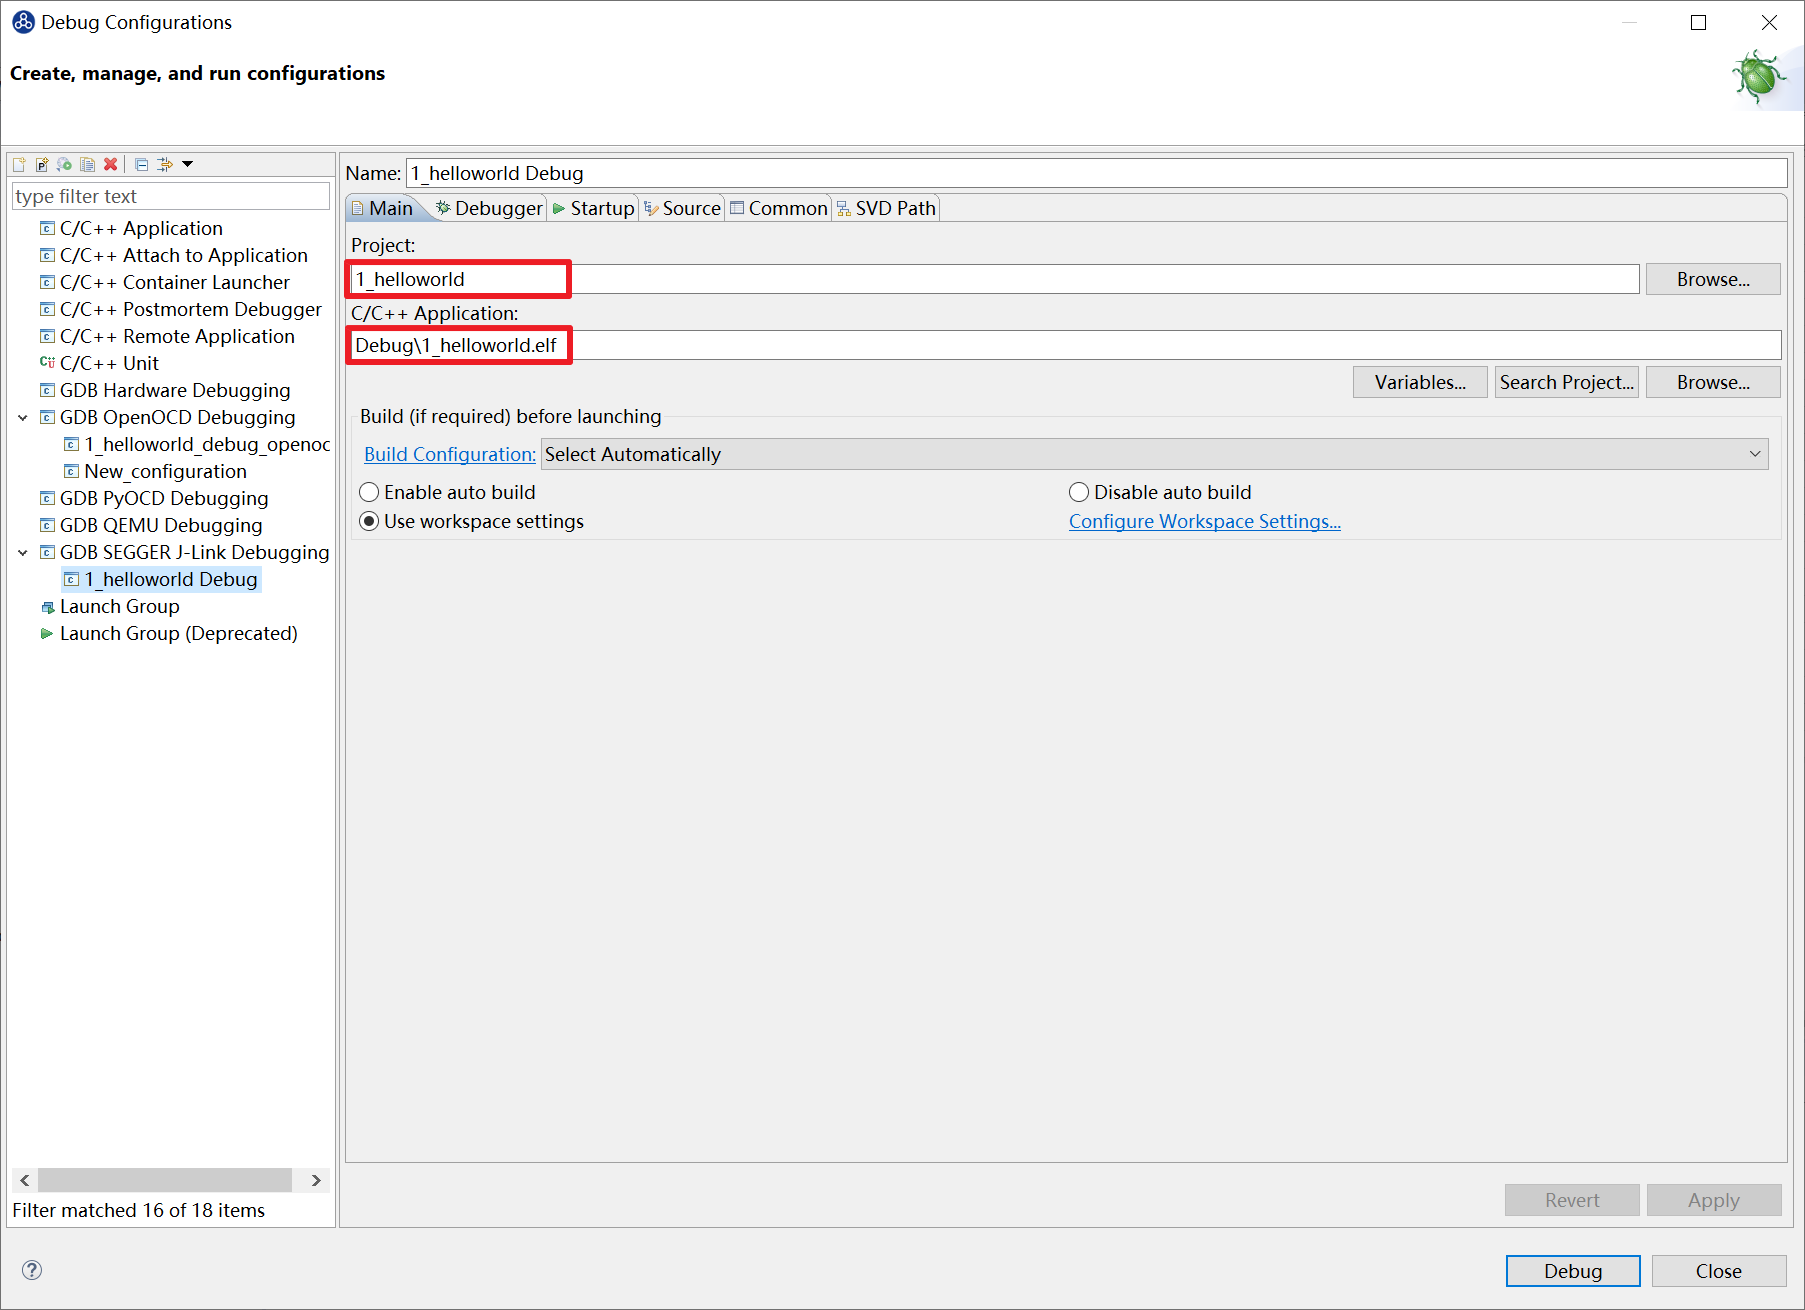 Debug Configurations
Create, manage, and run configurations
type filter text
C/C++ Application
C/C++ Attach to Application
C/C++ Container Launcher
C/C++ Postmortem Debugger
C/C++ Remote Application
C/C++ Unit
GDB Hardware Debugging
GDB OpenOCD Debugging
1_helloworld_debug_openoc
New_configuration
GDB PyOCD Debugging
GDB QEMU Debugging
GDB SEGGER J-Link Debugging
1_helloworld Debug
Launch Group
Launch Group (Deprecated)
Filter matched 16 of 18 items
Name: 1_helloworld Debug
Main Debugger Startup Source Common SVD Path
Project:
1_helloworld Browse...
C/C++ Application:
Debug\1_helloworld.elf
Variables... Search Project... Browse...
Build (if required) before launching
Build Configuration: Select Automatically
Enable auto build Disable auto build
Use workspace settings Configure Workspace Settings...
Revert Apply
Debug Close